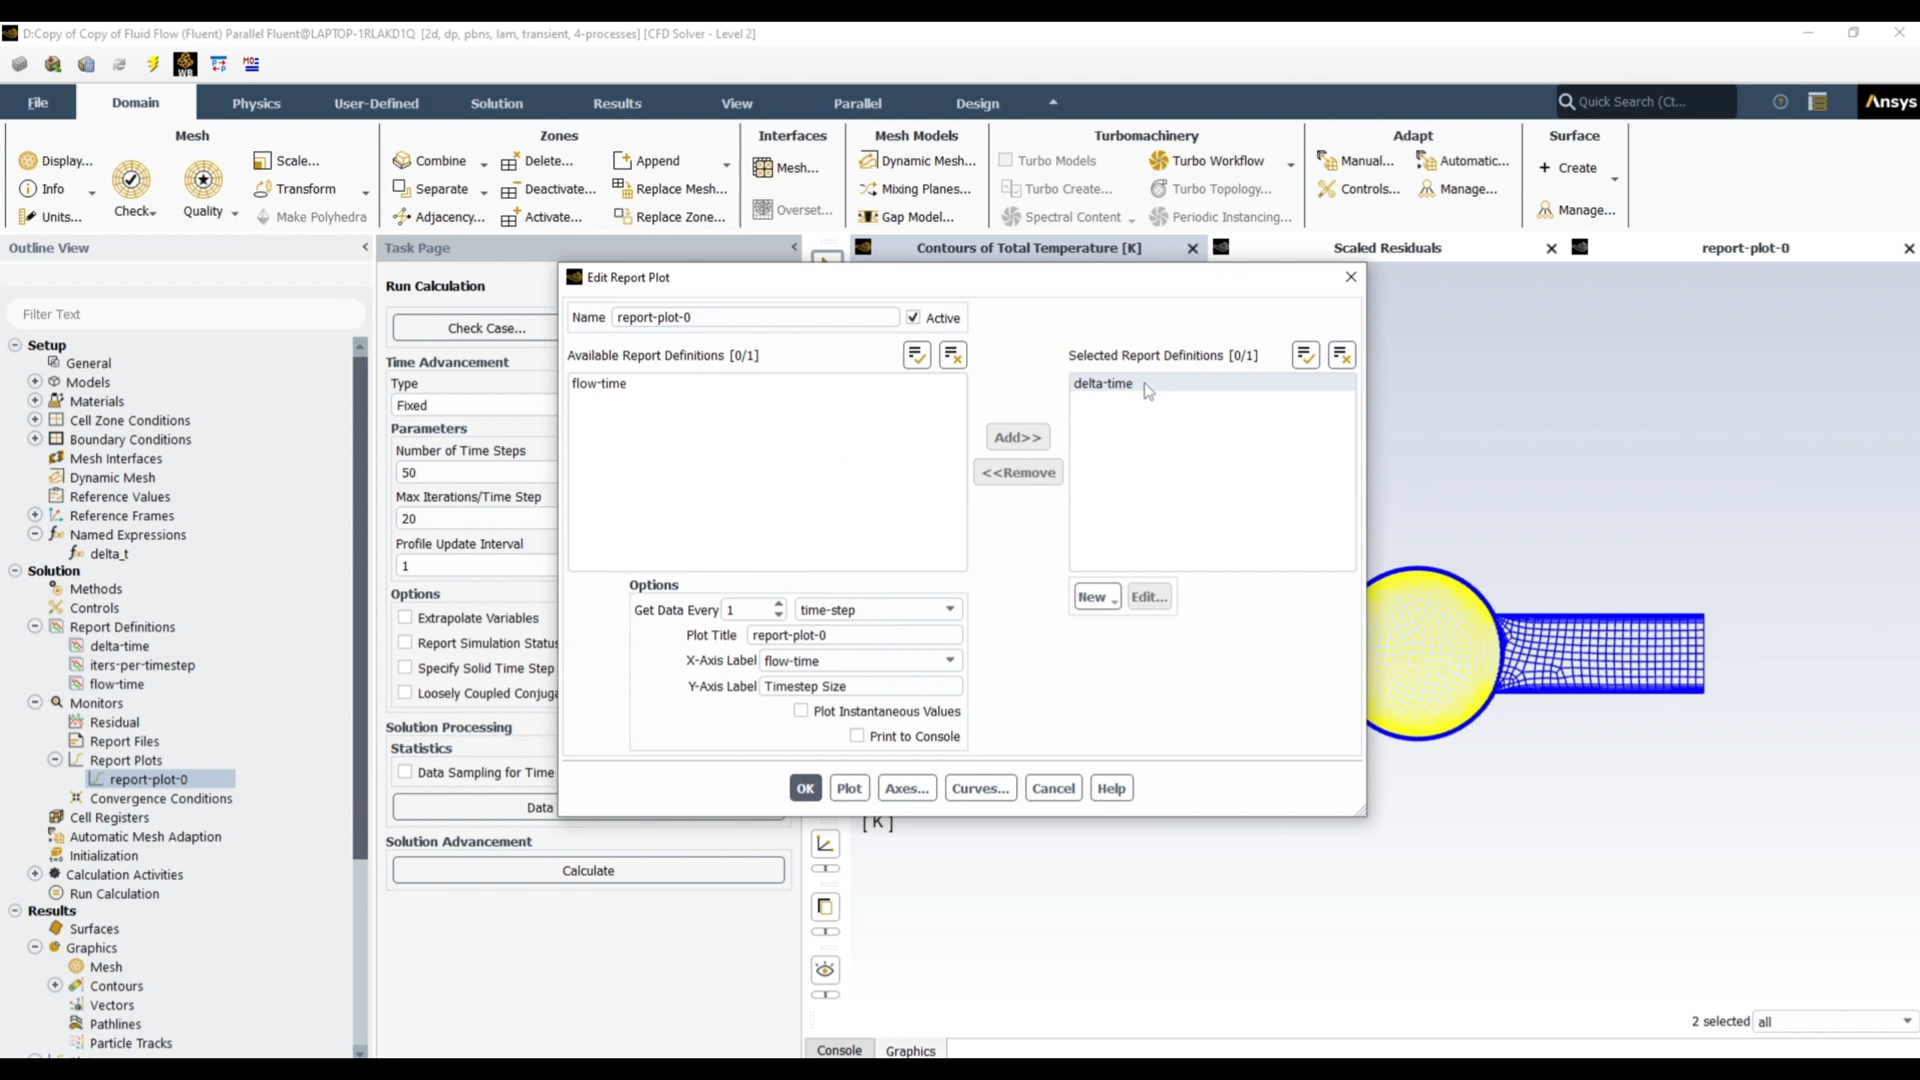 D:Copy of Copy of Fluid Flow (Fluent) Parallel Fluent@LAPTOP-1RLAKD1Q [2d, dp, pbns, lam, transient, 4-processes] [CFD Solver - Level 2]
File Domain Physics User-Defined Solution Results View Parallel Design Quick Search (Ct... Ansys
Mesh Zones Interfaces Mesh Models Turbomachinery Adapt Surface
Display... Scale... Combine Delete... Append Mesh... Dynamic Mesh... Turbo Models Turbo Workflow Manual... Automatic... Create
Info Transform Separate Deactivate... Replace Mesh... Mixing Planes... Turbo Create... Turbo Topology... Controls... Manage...
Units... Check Quality Make Polyhedra Adjacency... Activate... Replace Zone... Overset... Gap Model... Spectral Content Periodic Instancing... Manage...
Outline View
Filter Text
Setup
General
Models
Materials
Cell Zone Conditions
Boundary Conditions
Mesh Interfaces
Dynamic Mesh
Reference Values
Reference Frames
Named Expressions
delta_t
Solution
Methods
Controls
Report Definitions
delta-time
iters-per-timestep
flow-time
Monitors
Residual
Report Files
Report Plots
report-plot-0
Convergence Conditions
Cell Registers
Automatic Mesh Adaption
Initialization
Calculation Activities
Run Calculation
Results
Surfaces
Graphics
Mesh
Contours
Vectors
Pathlines
Particle Tracks
Task Page
Run Calculation
Check Case...
Time Advancement
Type
Fixed
Parameters
Number of Time Steps
50
Max Iterations/Time Step
20
Profile Update Interval
1
Options
Extrapolate Variables
Report Simulation Status
Specify Solid Time Step
Loosely Coupled Conjuga
Solution Processing
Statistics
Data Sampling for Time
Data
Solution Advancement
Calculate
Contours of Total Temperature [K] Scaled Residuals report-plot-0
Edit Report Plot
Name report-plot-0 Active
Available Report Definitions [0/1]
flow-time
Selected Report Definitions [0/1]
delta-time
Add>>
<<Remove
New Edit...
Options
Get Data Every 1 time-step
Plot Title report-plot-0
X-Axis Label flow-time
Y-Axis Label Timestep Size
Plot Instantaneous Values
Print to Console
OK Plot Axes... Curves... Cancel Help
[ K ]
2 selected all
Console Graphics